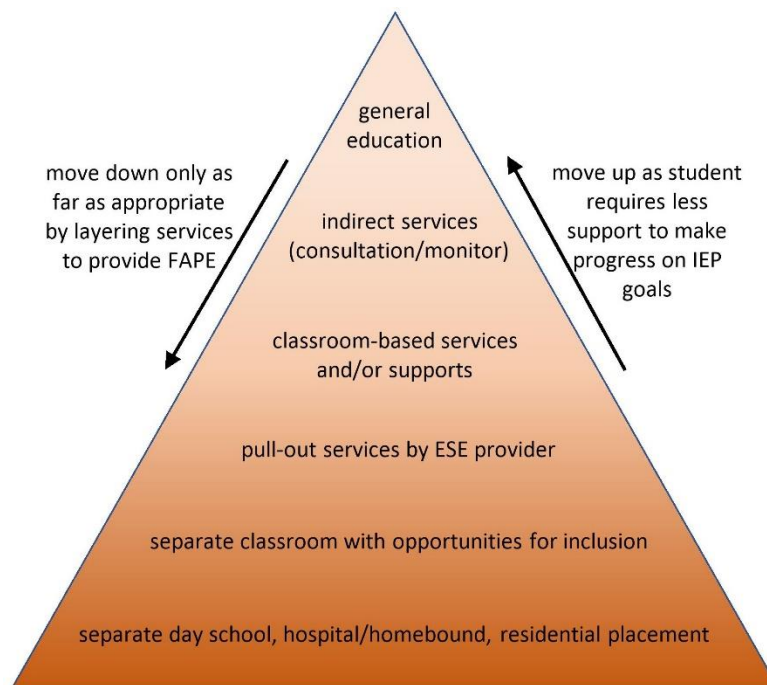 general
education
move down only as
far as appropriate
by layering services
to provide FAPE
move up as student
requires less
support to make
progress on IEP
goals
indirect services
(consultation/monitor)
classroom-based services
and/or supports
pull-out services by ESE provider
separate classroom with opportunities for inclusion
separate day school, hospital/homebound, residential placement